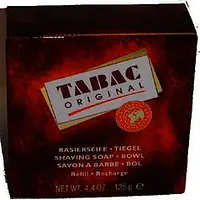 TABAC
ORIGINAL
RASIERSEIFE • TIEGEL
SHAVING SOAP • BOWL
SAVON A BARBE • BOL
Refill • Recharge
NET WT. 4,4 OZ. 125 g ℮